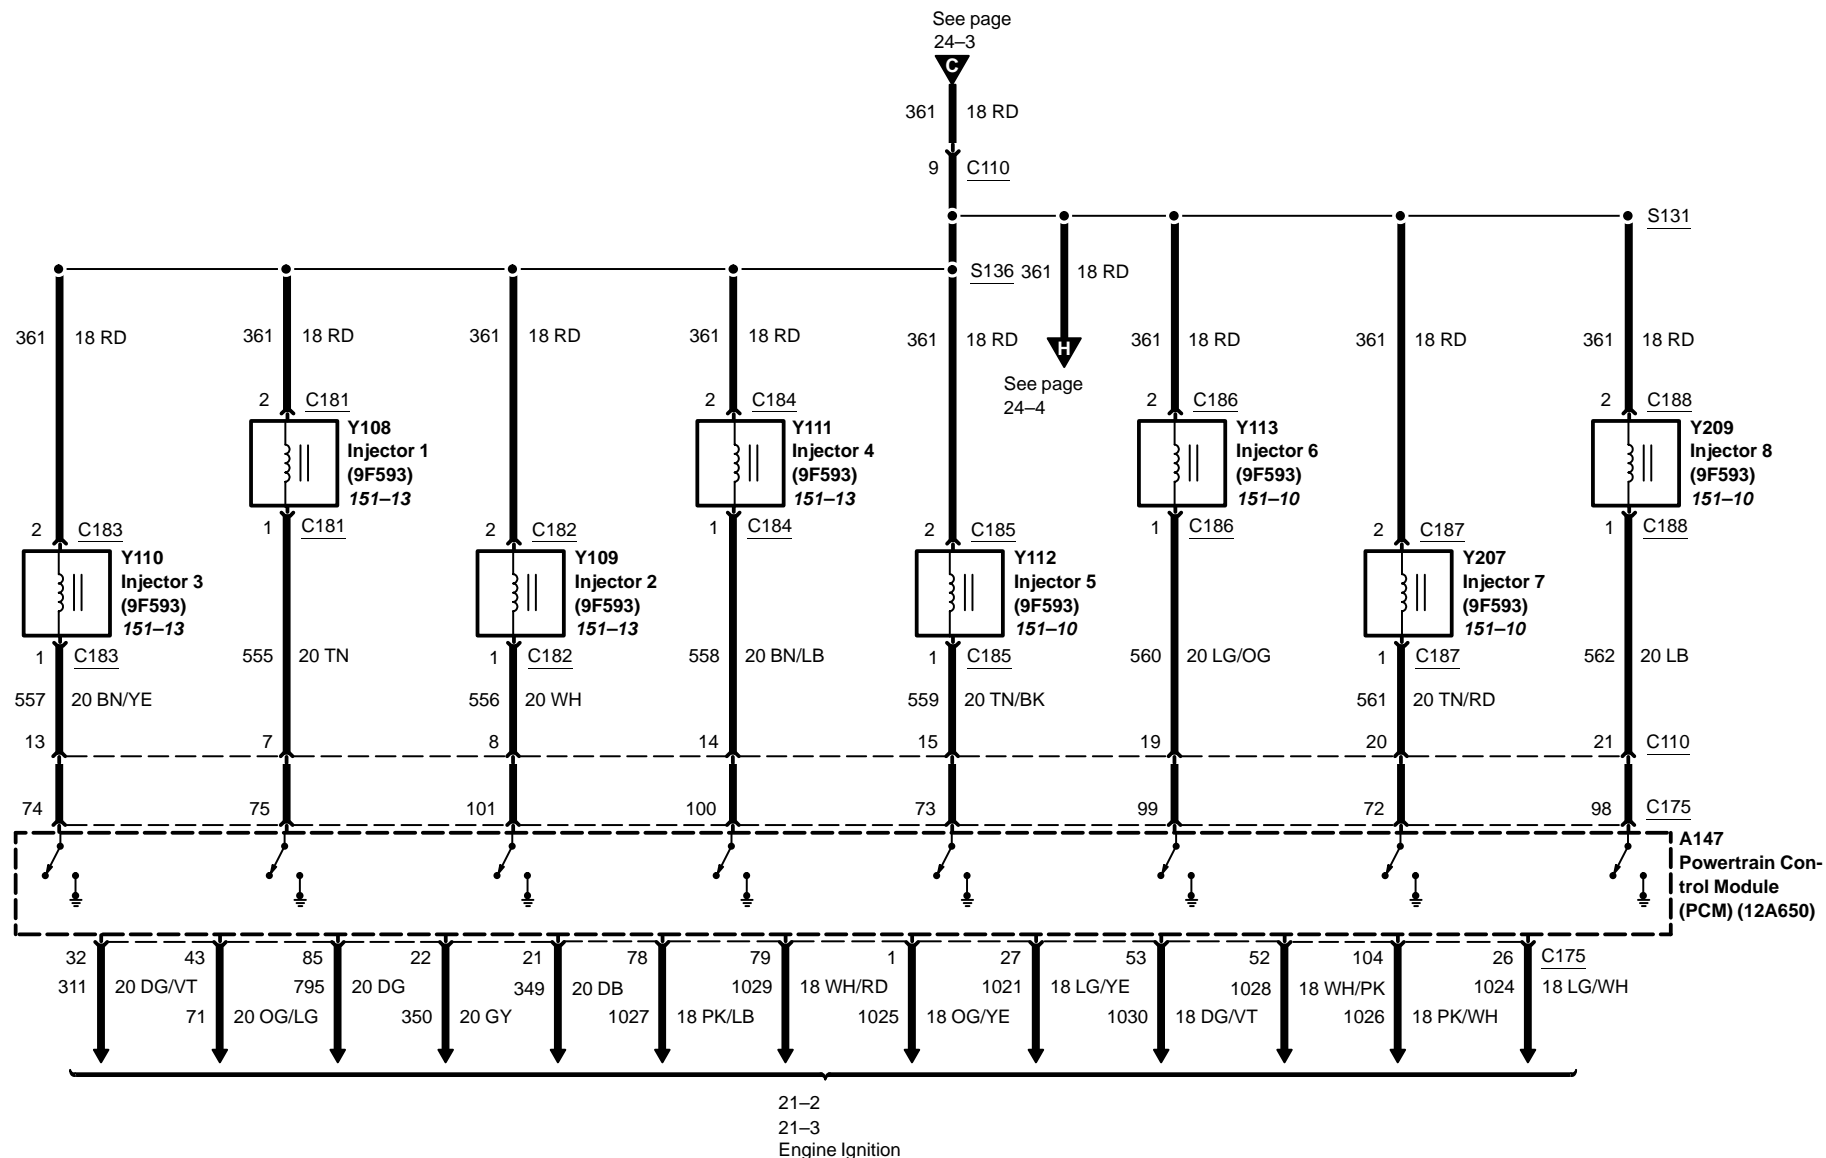 See page
24–3
C
361 18 RD
9 C110
S131
S136 361 18 RD
361 18 RD 361 18 RD 361 18 RD 361 18 RD 361 18 RD 361 18 RD 361 18 RD 361 18 RD
H
See page
24–4
2 C181 2 C184 2 C186 2 C188
Y108 Y111 Y113 Y209
Injector 1 Injector 4 Injector 6 Injector 8
(9F593) (9F593) (9F593) (9F593)
151–13 151–13 151–10 151–10
2 C183 1 C181 2 C182 1 C184 2 C185 1 C186 2 C187 1 C188
Y110 Y109 Y112 Y207
Injector 3 Injector 2 Injector 5 Injector 7
(9F593) (9F593) (9F593) (9F593)
151–13 151–13 151–10 151–10
1 C183 555 20 TN 1 C182 558 20 BN/LB 1 C185 560 20 LG/OG 1 C187 562 20 LB
557 20 BN/YE 556 20 WH 559 20 TN/BK 561 20 TN/RD
13 7 8 14 15 19 20 21 C110
74 75 101 100 73 99 72 98 C175
A147
Powertrain Con-
trol Module
(PCM) (12A650)
32 43 85 22 21 78 79 1 27 53 52 104 26 C175
311 20 DG/VT 795 20 DG 349 20 DB 1029 18 WH/RD 1021 18 LG/YE 1028 18 WH/PK 1024 18 LG/WH
71 20 OG/LG 350 20 GY 1027 18 PK/LB 1025 18 OG/YE 1030 18 DG/VT 1026 18 PK/WH
21–2
21–3
Engine Ignition